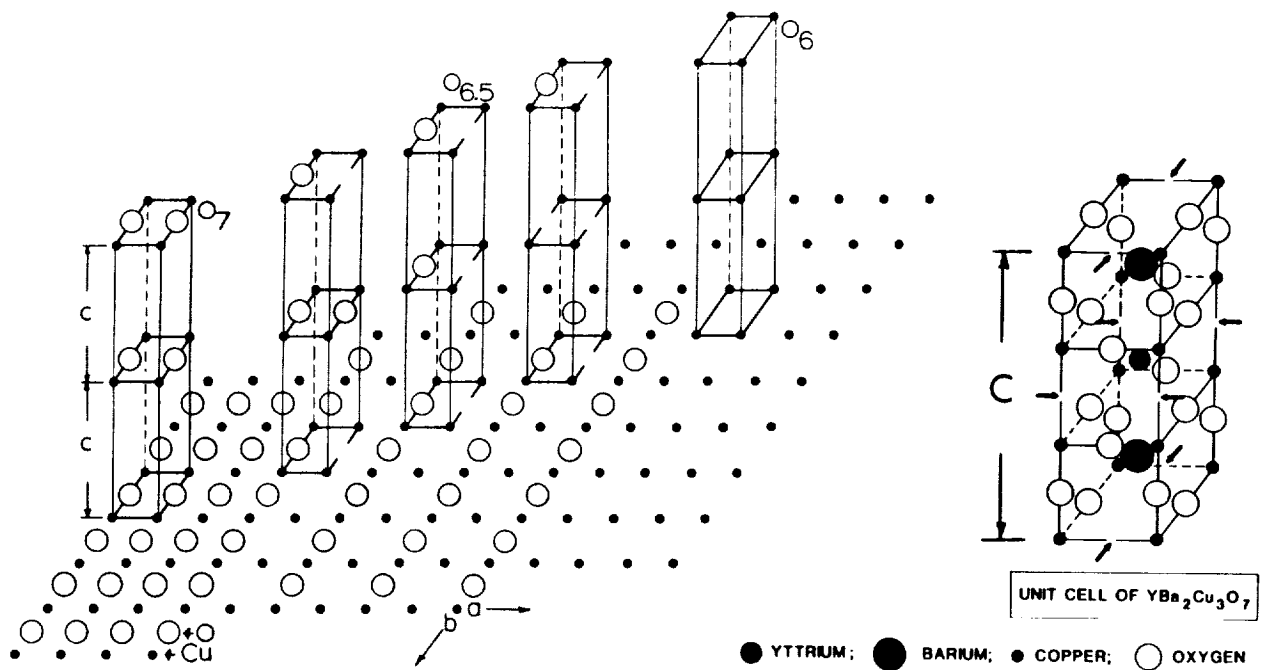 O6
O6.5
O7
c
c
C
a
b
+O
+Cu
UNIT CELL OF YBa2Cu3O7
YTTRIUM; BARIUM; COPPER; OXYGEN